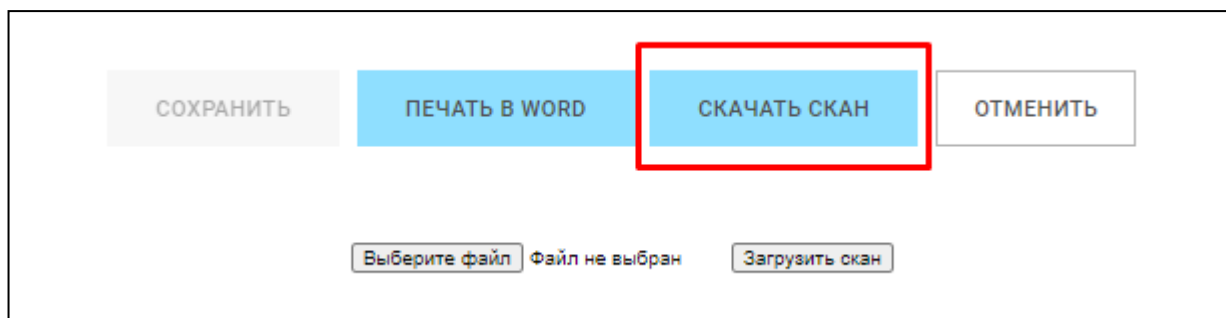 СОХРАНИТЬ ПЕЧАТЬ В WORD СКАЧАТЬ СКАН ОТМЕНИТЬ
Выберите файл Файл не выбран Загрузить скан